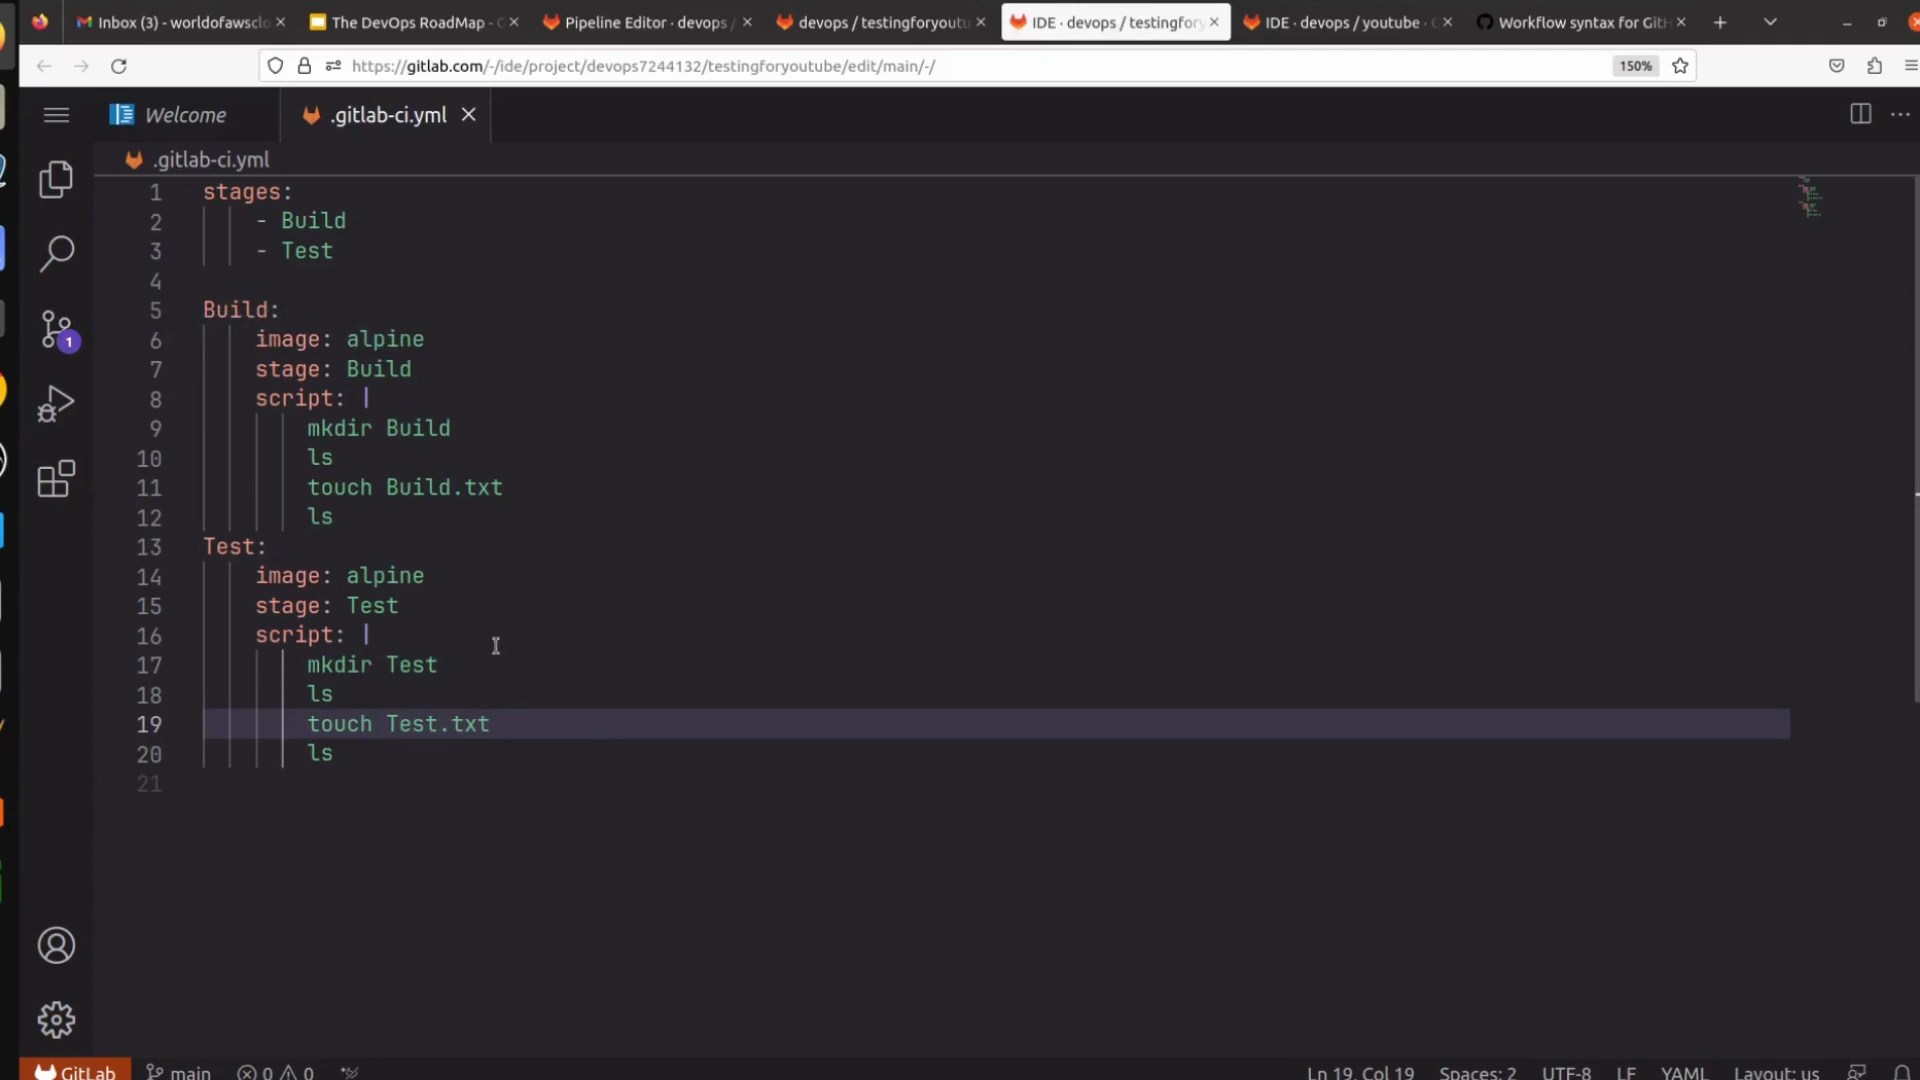 Inbox (3) - worldofawsclo
The DevOps RoadMap - C
Pipeline Editor · devops /
devops / testingforyoutu
IDE · devops / testingfory
IDE · devops / youtube ·
Workflow syntax for GitH
https://gitlab.com/-/ide/project/devops7244132/testingforyoutube/edit/main/-/
150%
Welcome
.gitlab-ci.yml
.gitlab-ci.yml
1 stages:
2 - Build
3 - Test
4
5 Build:
6 image: alpine
7 stage: Build
8 script: |
9 mkdir Build
10 ls
11 touch Build.txt
12 ls
13 Test:
14 image: alpine
15 stage: Test
16 script: |
17 mkdir Test
18 ls
19 touch Test.txt
20 ls
21
1
GitLab main 0 0 Ln 19, Col 19 Spaces: 2 UTF-8 LF YAML Layout: us